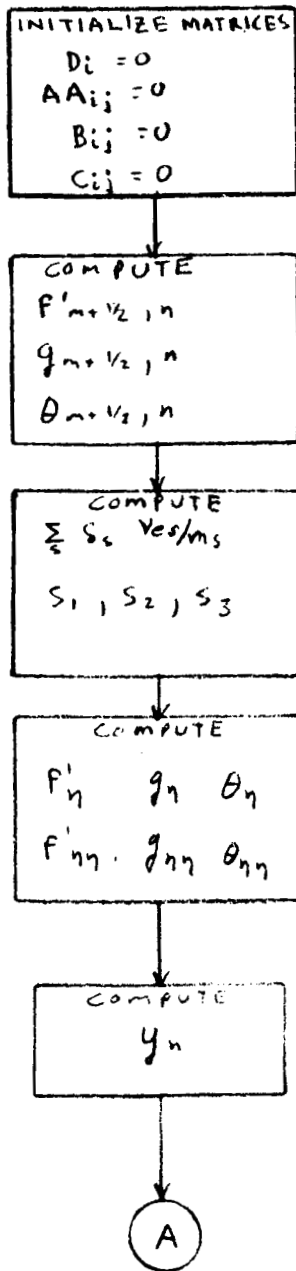 INITIALIZE MATRICES
Di = 0
AAij = 0
Bij = 0
Cij = 0
COMPUTE
F'm+1/2, n
gm+1/2, n
θm+1/2, n
COMPUTE
Σs Ss νes/ms
S1, S2, S3
COMPUTE
F'η gη θη
F'ηη. gηη θηη
COMPUTE
yn
A